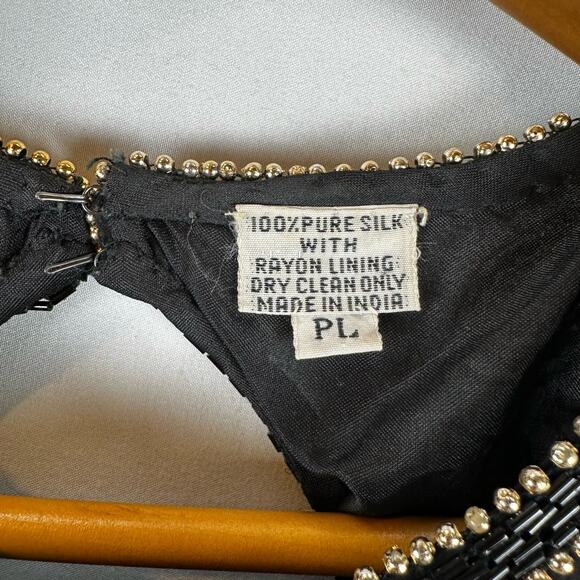 100% PURE SILK
WITH
RAYON LINING:
DRY CLEAN ONLY
MADE IN INDIA
PL